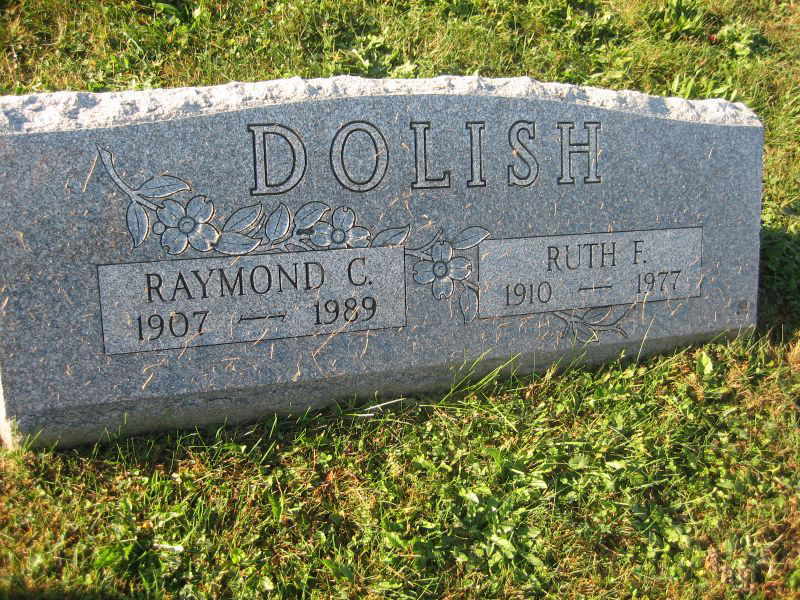 DOLISH
RAYMOND C.
1907 — 1989
RUTH F.
1910 — 1977